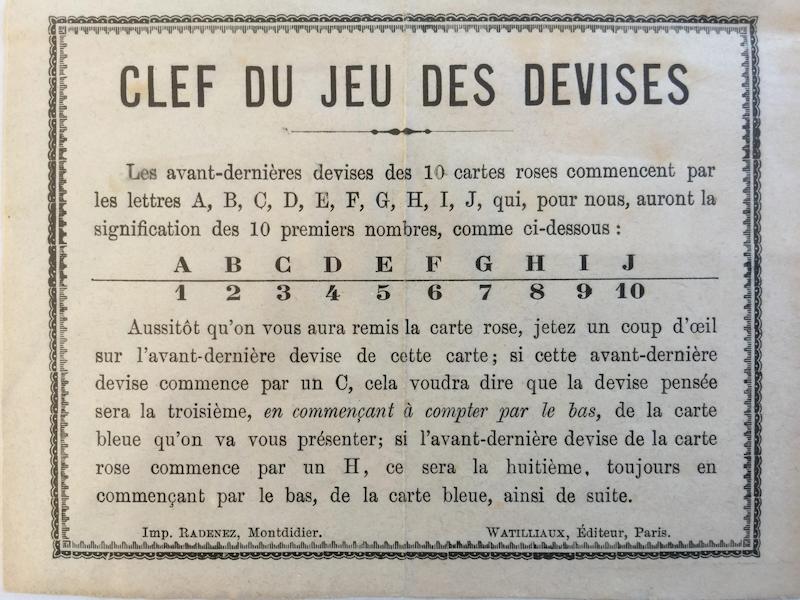 CLEF DU JEU DES DEVISES
Les avant-dernières devises des 10 cartes roses commencent par
les lettres A, B, C, D, E, F, G, H, I, J, qui, pour nous, auront la
signification des 10 premiers nombres, comme ci-dessous :
A B C D E F G H I J
1 2 3 4 5 6 7 8 9 10
Aussitôt qu'on vous aura remis la carte rose, jetez un coup d'œil
sur l'avant-dernière devise de cette carte ; si cette avant-dernière
devise commence par un C, cela voudra dire que la devise pensée
sera la troisième, en commençant à compter par le bas, de la carte
bleue qu'on va vous présenter ; si l'avant-dernière devise de la carte
rose commence par un H, ce sera la huitième, toujours en
commençant par le bas, de la carte bleue, ainsi de suite.
Imp. RADENEZ, Montdidier. WATILLIAUX, Éditeur, Paris.